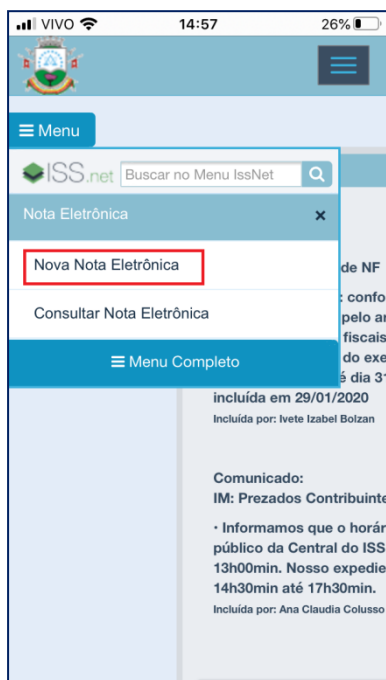 VIVO 14:57 26%
Menu
ISS.net Buscar no Menu IssNet
Nota Eletrônica ×
Nova Nota Eletrônica
Consultar Nota Eletrônica
Menu Completo
de NF
: confo
pelo ar
fiscais
do exe
é dia 31
incluída em 29/01/2020
Incluída por: Ivete Izabel Bolzan
Comunicado:
IM: Prezados Contribuinte
· Informamos que o horár
público da Central do ISS
13h00min. Nosso expedie
14h30min até 17h30min.
Incluída por: Ana Claudia Colusso